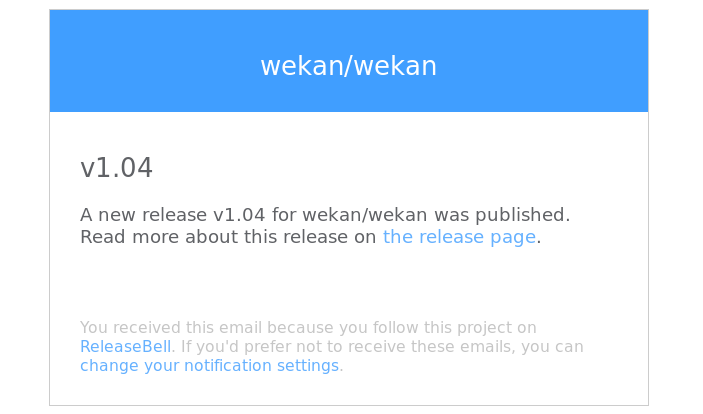 wekan/wekan
v1.04
A new release v1.04 for wekan/wekan was published.
Read more about this release on the release page.
You received this email because you follow this project on
ReleaseBell. If you'd prefer not to receive these emails, you can
change your notification settings.